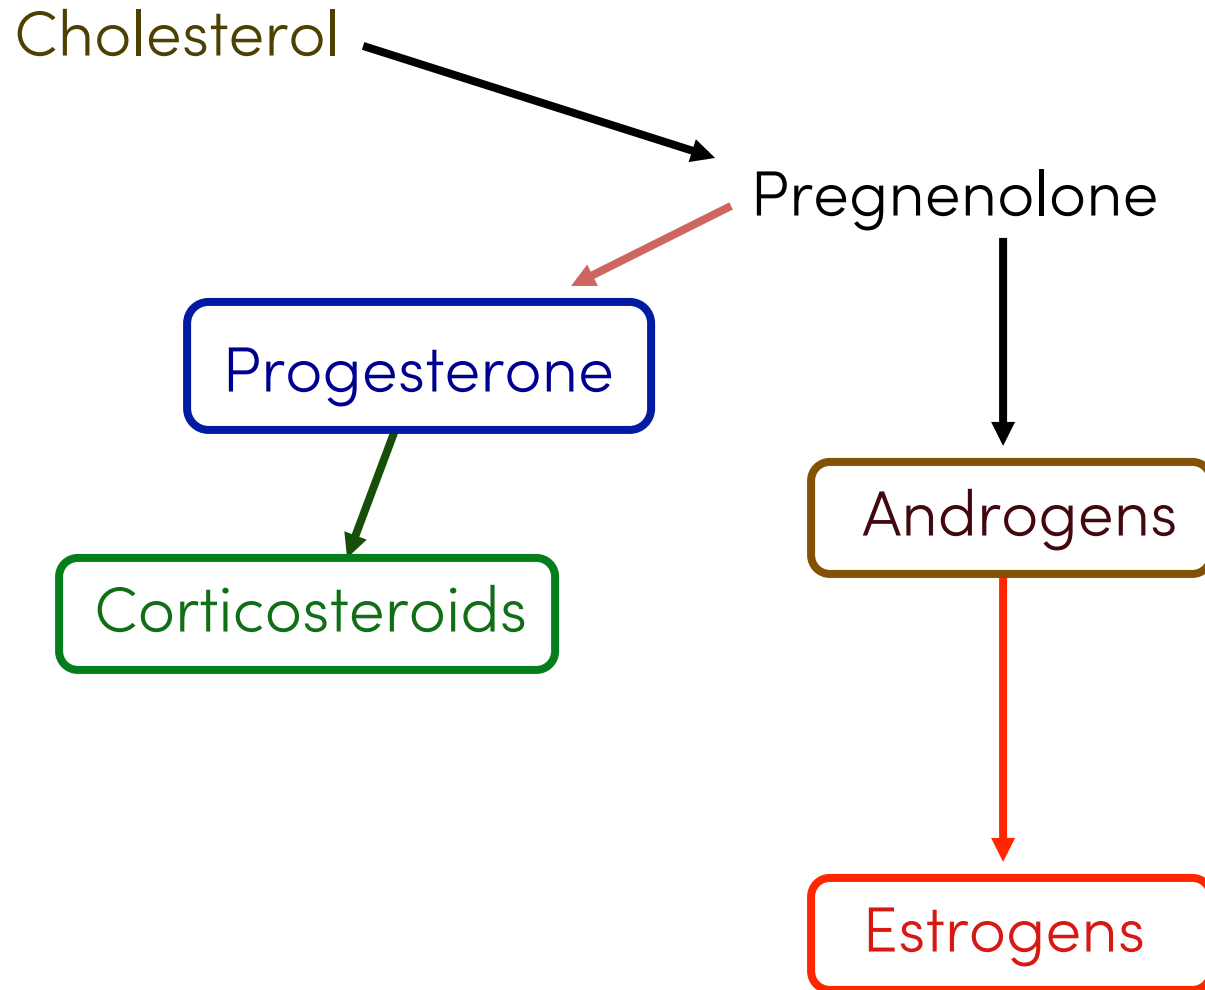 Cholesterol
Pregnenolone
Progesterone
Androgens
Corticosteroids
Estrogens